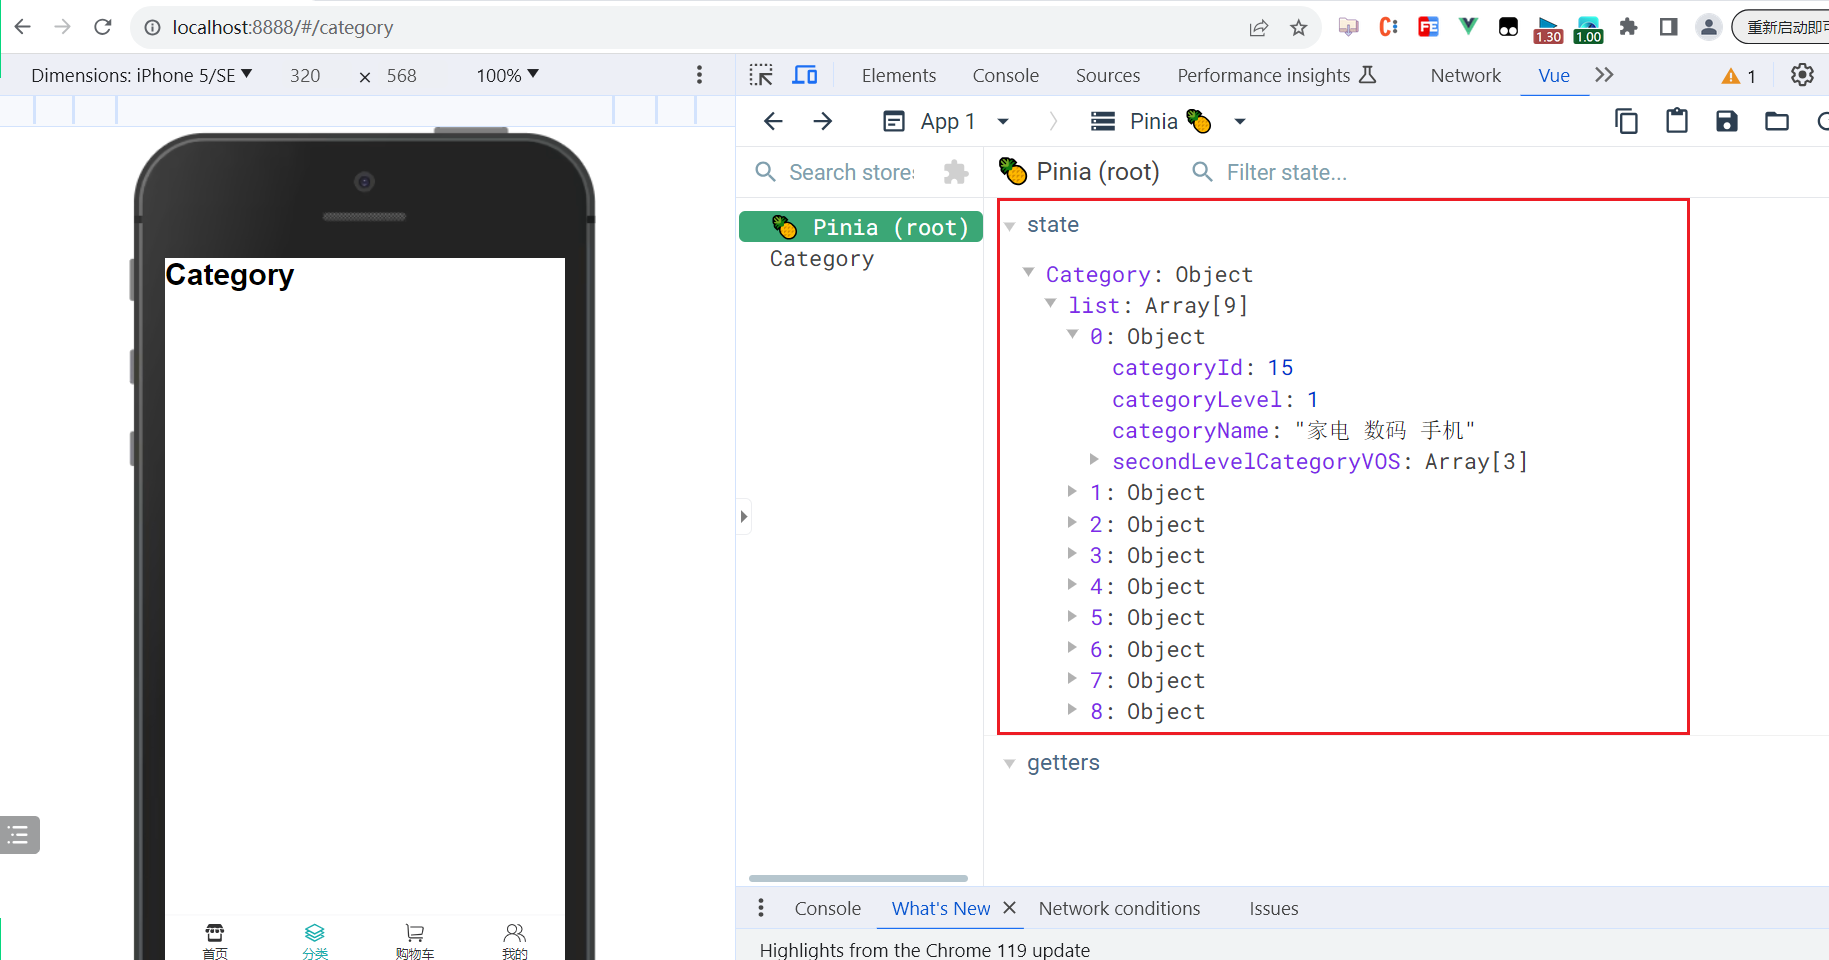 localhost:8888/#/category
1.30
1.00
重新启动即可
Dimensions: iPhone 5/SE
320 × 568
100%
Elements
Console
Sources
Performance insights
Network
Vue
1
App 1
Pinia
Search stores
Pinia (root)
Filter state...
Pinia (root)
Category
state
Category: Object
list: Array[9]
0: Object
categoryId: 15
categoryLevel: 1
categoryName: "家电 数码 手机"
secondLevelCategoryVOS: Array[3]
1: Object
2: Object
3: Object
4: Object
5: Object
6: Object
7: Object
8: Object
getters
Category
首页
分类
购物车
我的
Console
What's New
Network conditions
Issues
Highlights from the Chrome 119 update